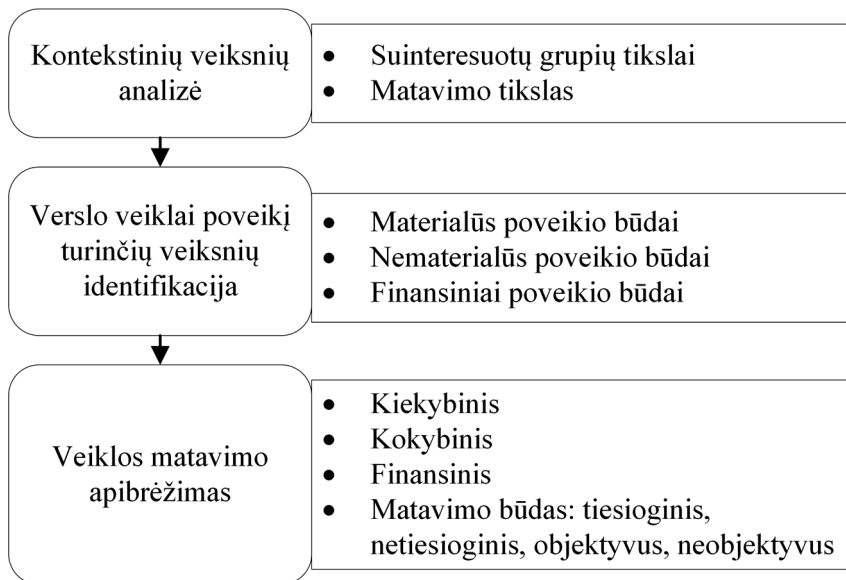 Kontekstinių veiksnių
analizė
• Suinteresuotų grupių tikslai
• Matavimo tikslas
Verslo veiklai poveikį
turinčių veiksnių
identifikacija
• Materialūs poveikio būdai
• Nematerialūs poveikio būdai
• Finansiniai poveikio būdai
Veiklos matavimo
apibrėžimas
• Kiekybinis
• Kokybinis
• Finansinis
• Matavimo būdas: tiesioginis,
netiesioginis, objektyvus, neobjektyvus